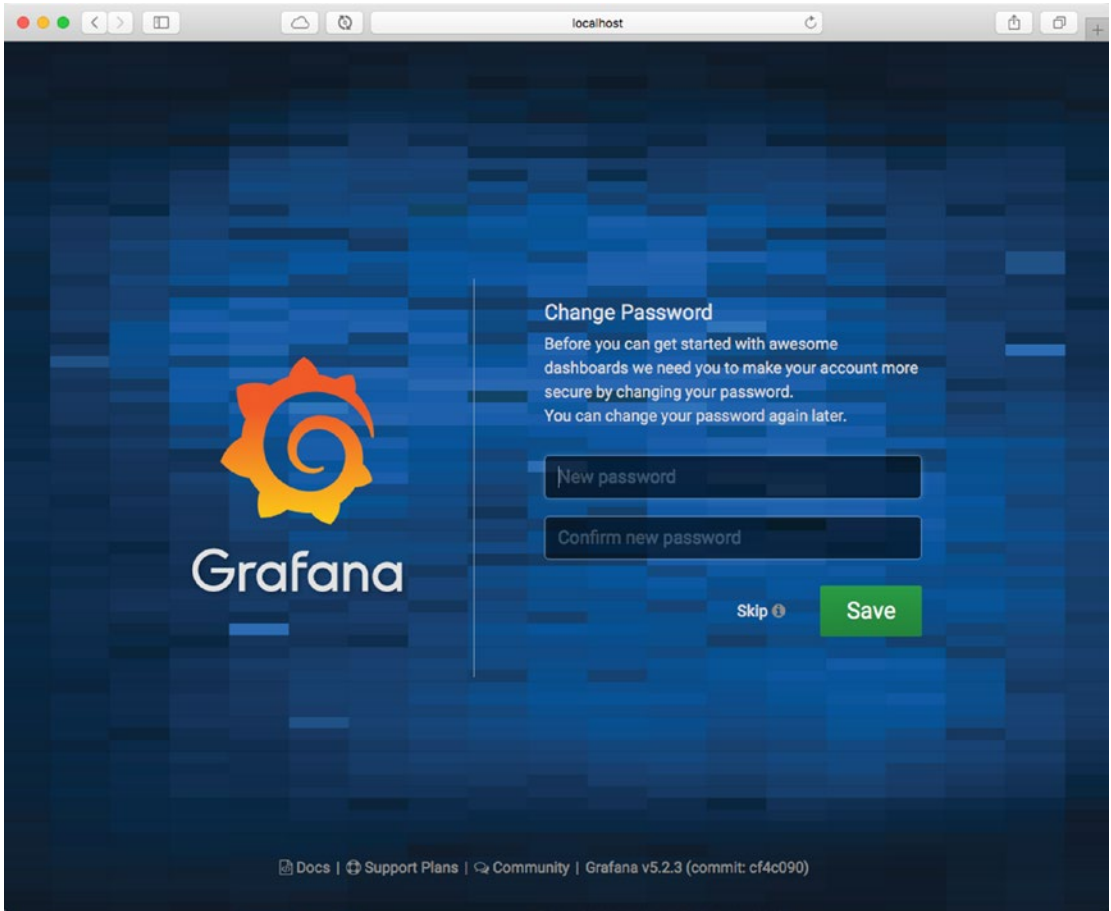 localhost
Change Password
Before you can get started with awesome
dashboards we need you to make your account more
secure by changing your password.
You can change your password again later.
New password
Confirm new password
Grafana
Skip
Save
Docs | Support Plans | Community | Grafana v5.2.3 (commit: cf4c090)